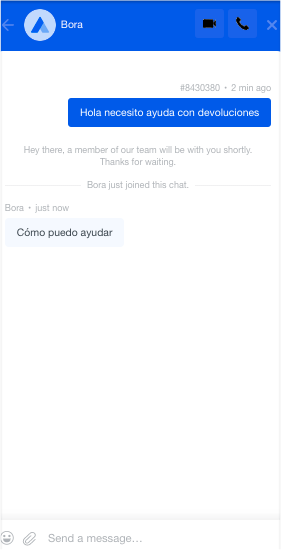 Bora
#8430380 • 2 min ago
Hola necesito ayuda con devoluciones
Hey there, a member of our team will be with you shortly.
Thanks for waiting.
Bora just joined this chat.
Bora • just now
Cómo puedo ayudar
Send a message...